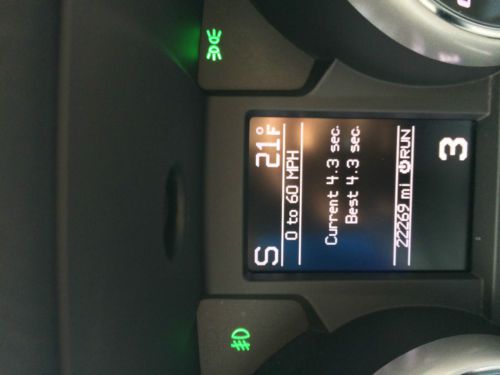 S 21°F
0 to 60 MPH
Current 4.3 sec.
Best 4.3 sec.
22269 mi RUN
3